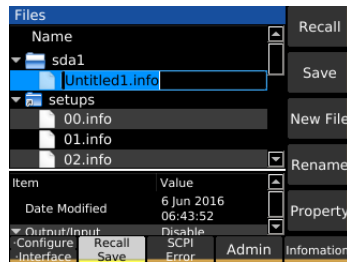 Files
Name
sda1
Untitled1.info
setups
00.info
01.info
02.info
Item Value
Date Modified 6 Jun 2016 06:43:52
Output/Input Disable
Recall
Save
New File
Rename
Property
Infomation
·Configure
·Interface
Recall
Save
SCPI
Error
Admin